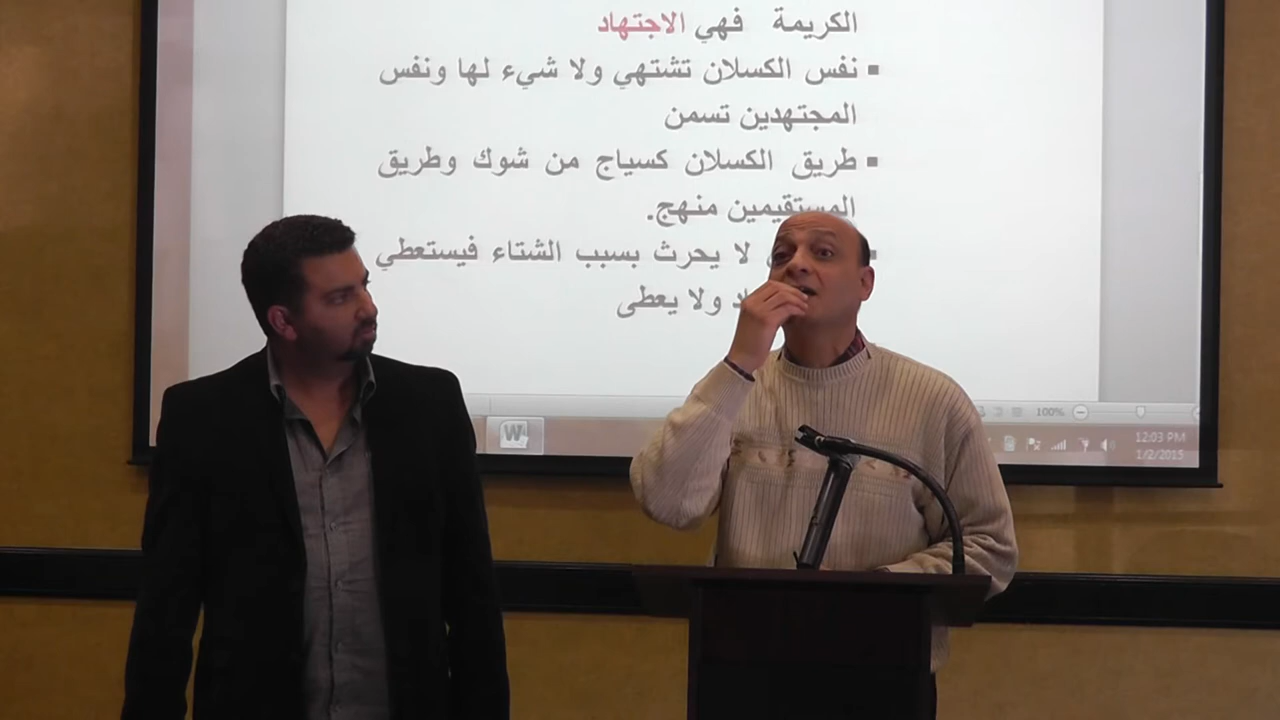 الكريمة فهي الاجتهاد
▪ نفس الكسلان تشتهي ولا شيء لها ونفس
المجتهدين تسمن
▪ طريق الكسلان كسياج من شوك وطريق
المستقيمين منهج.
▪ لا يحرث بسبب الشتاء فيستعطي
ولا يعطى
100%
W
12:03 PM
1/2/2015